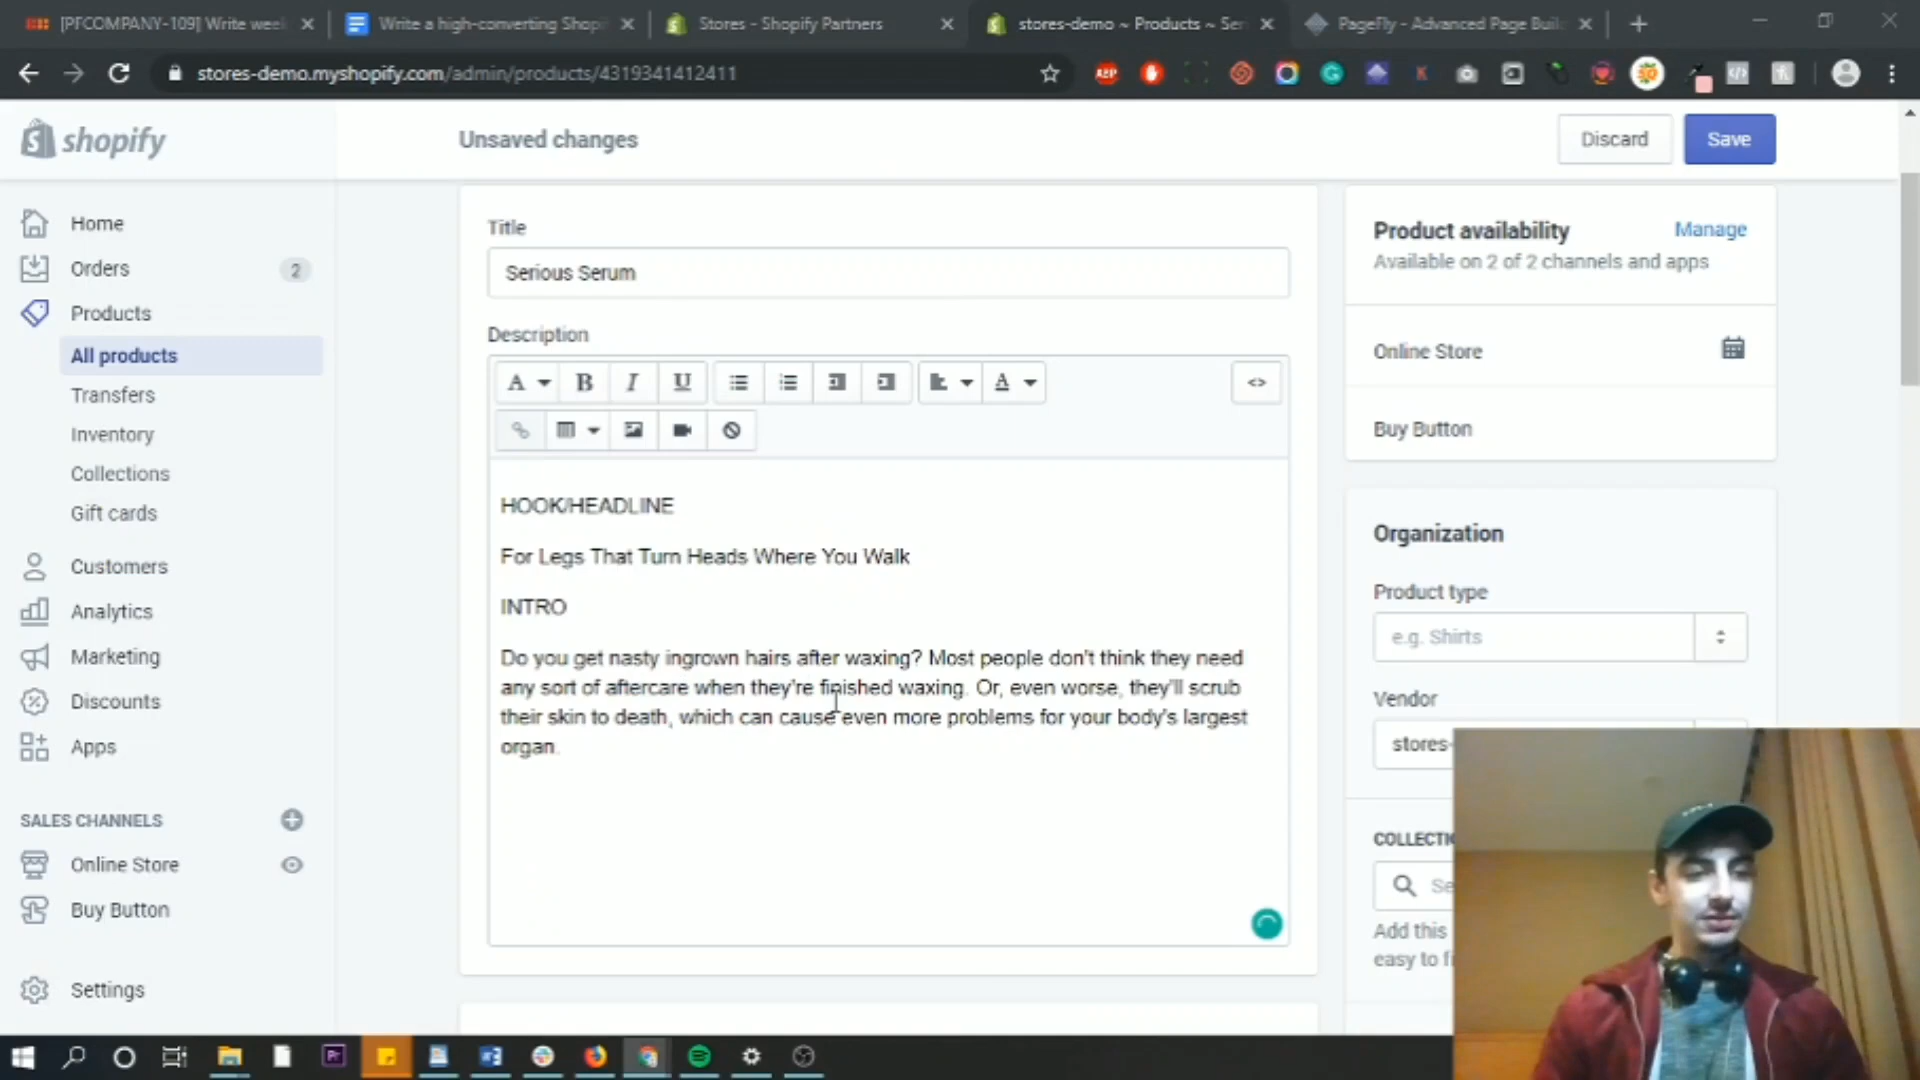 [PFCOMPANY-109] Write wee
Write a high-converting Shopi
Stores - Shopify Partners
stores-demo ~ Products ~ Ser
PageFly - Advanced Page Buil
stores-demo.myshopify.com/admin/products/4319341412411
ABP
shopify
Unsaved changes
Discard
Save
Home
Orders
2
Products
All products
Transfers
Inventory
Collections
Gift cards
Customers
Analytics
Marketing
Discounts
Apps
SALES CHANNELS
Online Store
Buy Button
Settings
Title
Serious Serum
Description
A
B
I
U
A
<>
HOOK/HEADLINE
For Legs That Turn Heads Where You Walk
INTRO
Do you get nasty ingrown hairs after waxing? Most people don't think they need
any sort of aftercare when they're finished waxing. Or, even worse, they'll scrub
their skin to death, which can cause even more problems for your body's largest
organ.
Product availability
Manage
Available on 2 of 2 channels and apps
Online Store
Buy Button
Organization
Product type
e.g. Shirts
Vendor
stores-
COLLECTI
Se
Add this
easy to fi
Pr